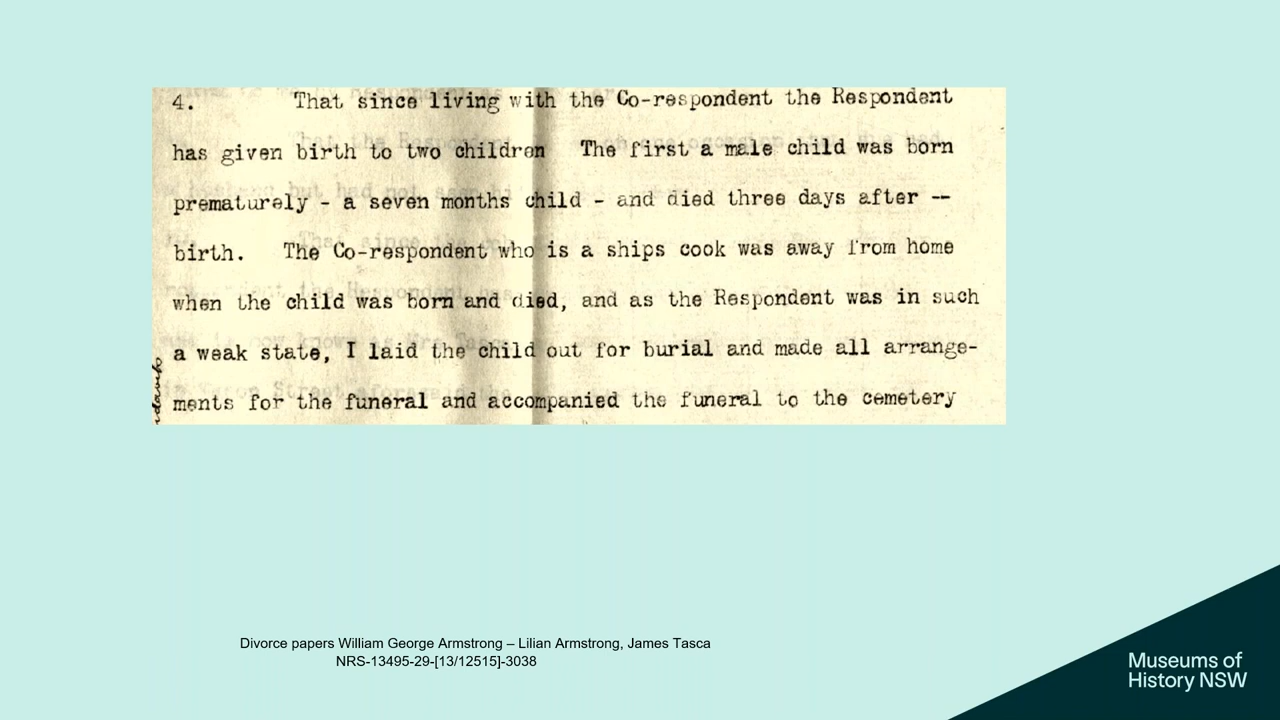 4. That since living with the Co-respondent the Respondent
has given birth to two children The first a male child was born
prematurely - a seven months child - and died three days after --
birth. The Co-respondent who is a ships cook was away from home
when the child was born and died, and as the Respondent was in such
a weak state, I laid the child out for burial and made all arrange-
ments for the funeral and accompanied the funeral to the cemetery
Divorce papers William George Armstrong – Lilian Armstrong, James Tasca
NRS-13495-29-[13/12515]-3038
Museums of
History NSW